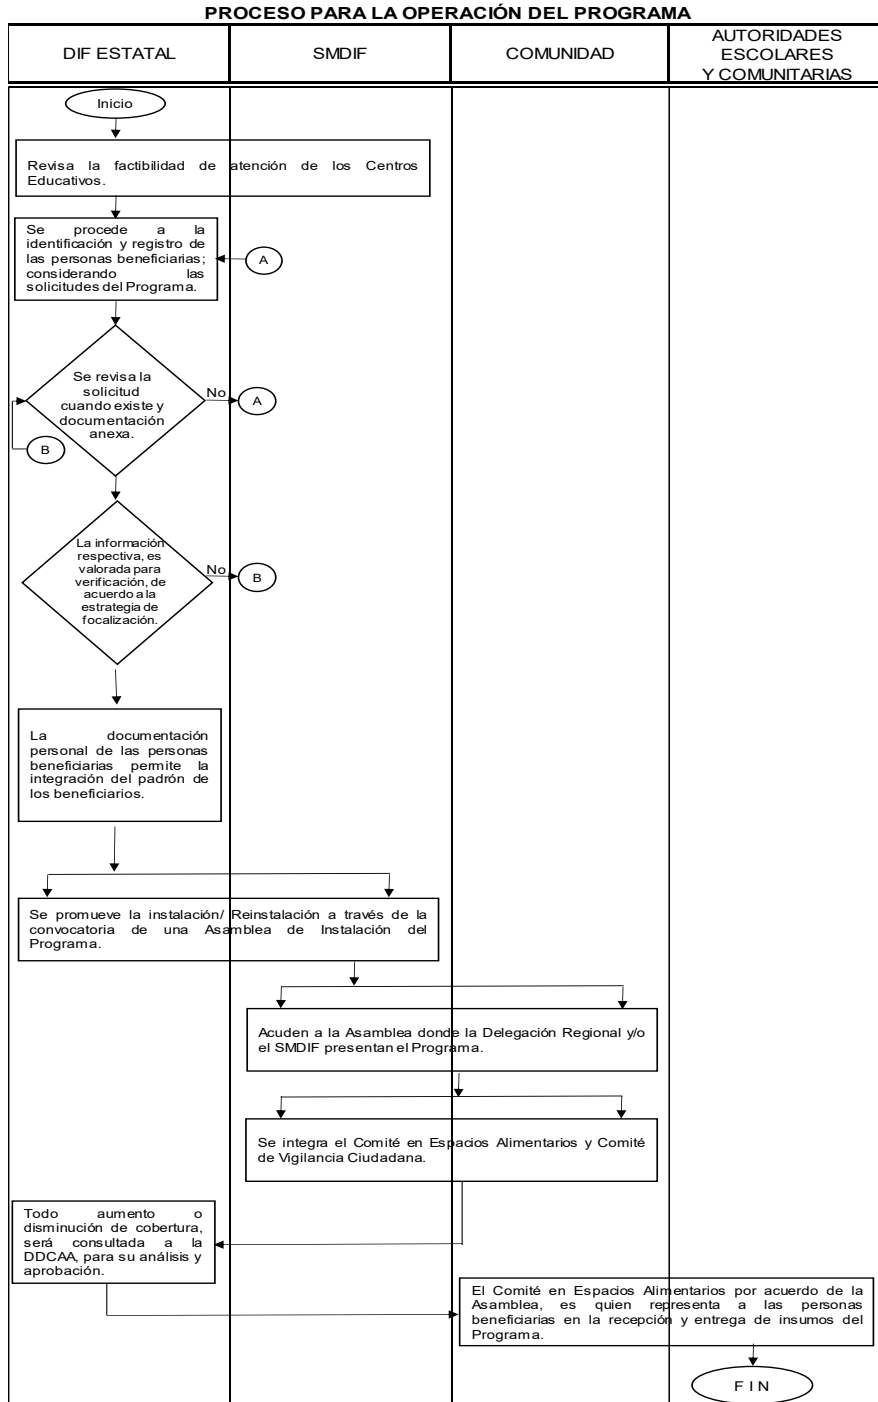 PROCESO PARA LA OPERACIÓN DEL PROGRAMA
DIF ESTATAL
SMDIF
COMUNIDAD
AUTORIDADES
ESCOLARES
Y COMUNITARIAS
Inicio
Revisa la factibilidad de atención de los Centros
Educativos.
Se procede a la
identificación y registro de
las personas beneficiarias;
considerando las
solicitudes del Programa.
A
Se revisa la
solicitud
cuando existe y
documentación
anexa.
No
A
B
La información
respectiva, es
valorada para
verificación, de
acuerdo a la
estrategia de
focalización.
No
B
La documentación
personal de las personas
beneficiarias permite la
integración del padrón de
los beneficiarios.
Se promueve la instalación/ Reinstalación a través de la
convocatoria de una Asamblea de Instalación del
Programa.
Acuden a la Asamblea donde la Delegación Regional y/o
el SMDIF presentan el Programa.
Se integra el Comité en Espacios Alimentarios y Comité
de Vigilancia Ciudadana.
Todo aumento o
disminución de cobertura,
será consultada a la
DDCAA, para su análisis y
aprobación.
El Comité en Espacios Alimentarios por acuerdo de la
Asamblea, es quien representa a las personas
beneficiarias en la recepción y entrega de insumos del
Programa.
F I N